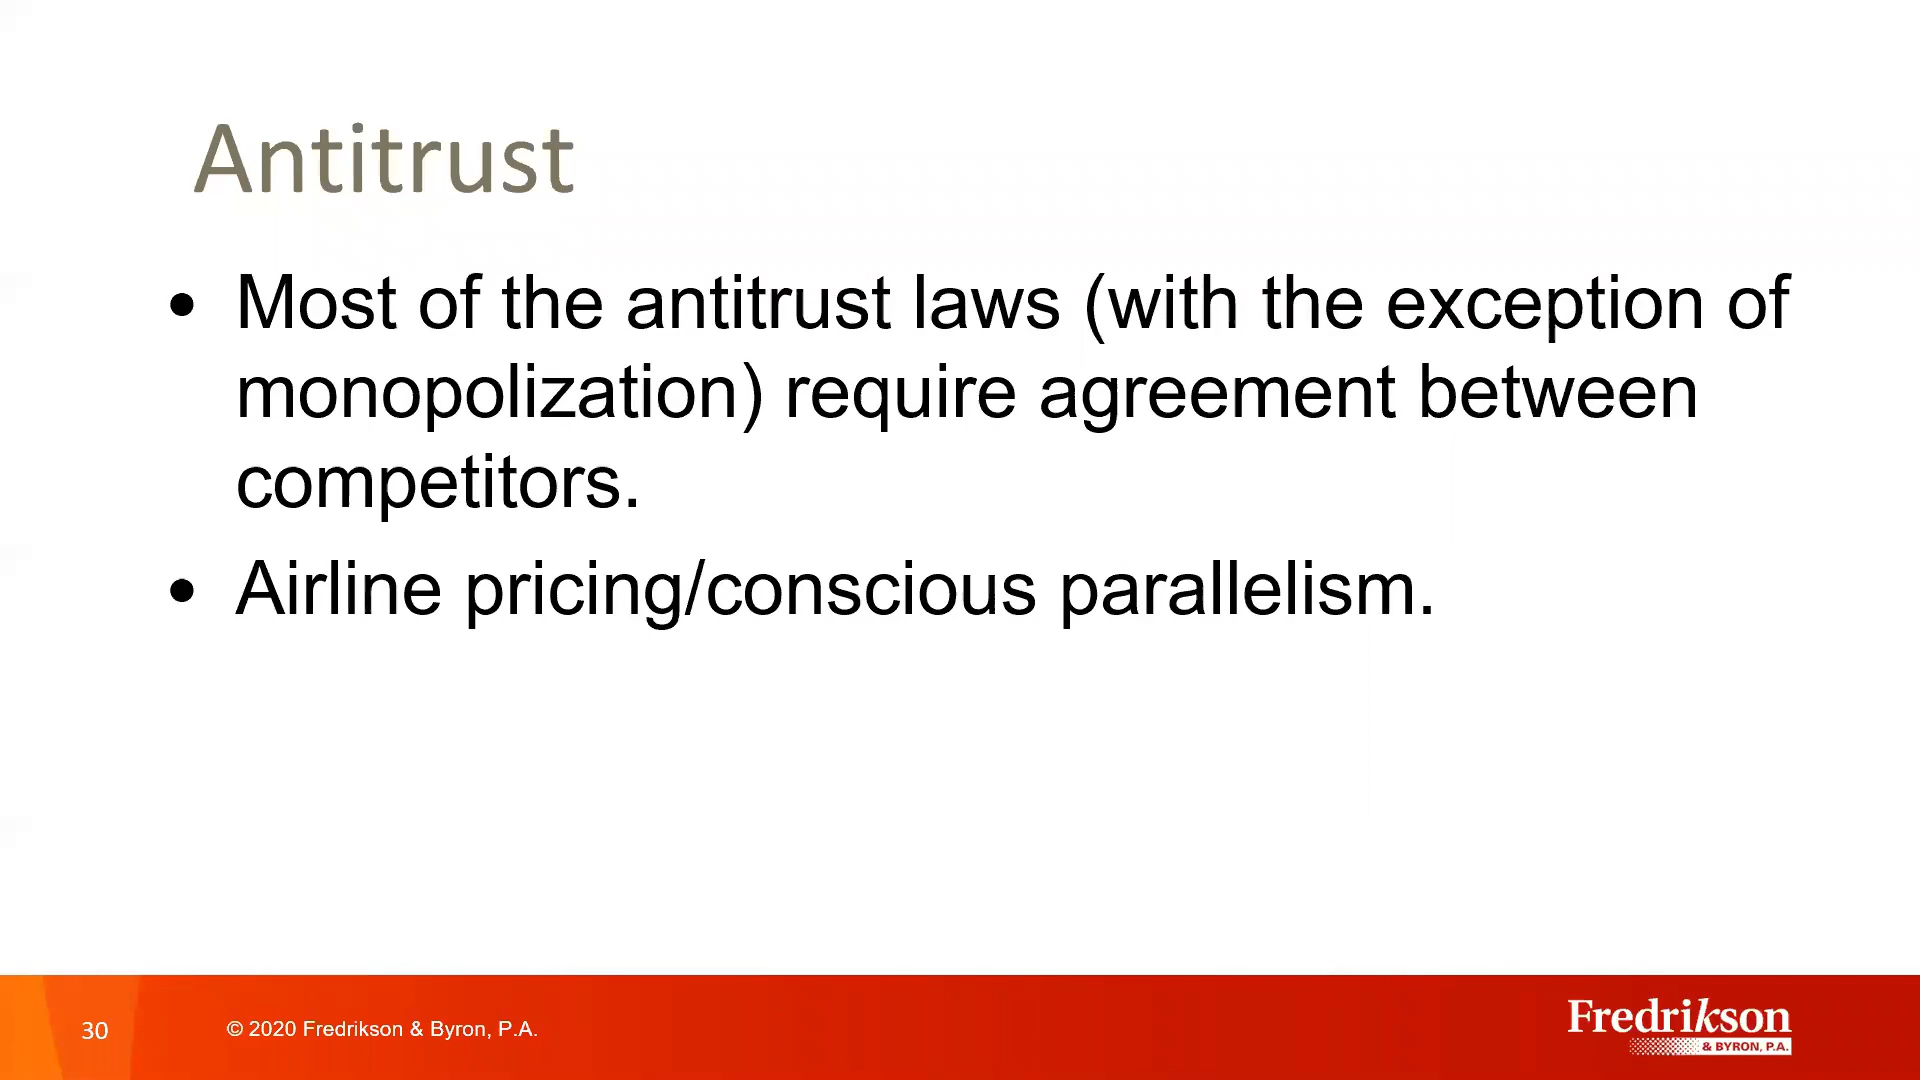 Antitrust
• Most of the antitrust laws (with the exception of
monopolization) require agreement between
competitors.
• Airline pricing/conscious parallelism.
30
© 2020 Fredrikson & Byron, P.A.
Fredrikson
& BYRON, P.A.